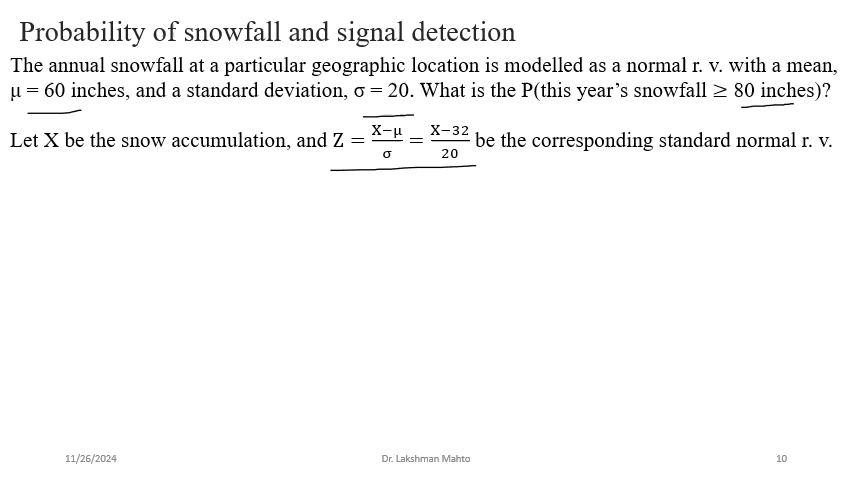 Probability of snowfall and signal detection
The annual snowfall at a particular geographic location is modelled as a normal r. v. with a mean,
μ = 60 inches, and a standard deviation, σ = 20. What is the P(this year’s snowfall ≥ 80 inches)?
Let X be the snow accumulation, and Z = X−μ/σ = X−32/20 be the corresponding standard normal r. v.
11/26/2024 Dr. Lakshman Mahto 10